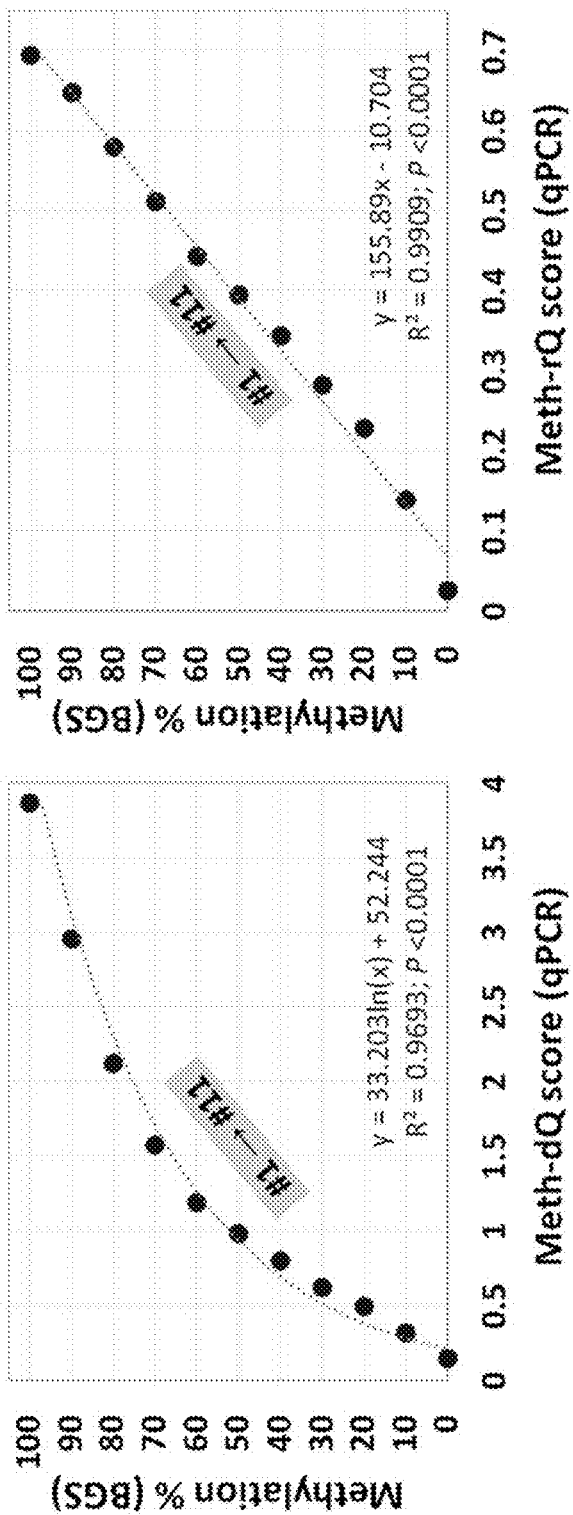 Methylation % (BGS)
100
90
80
70
60
50
40
30
20
10
0
#1 → #11
y = 33.203ln(x) + 52.244
R² = 0.9693; P <0.0001
0 0.5 1 1.5 2 2.5 3 3.5 4
Meth-dQ score (qPCR)
Methylation % (BGS)
100
90
80
70
60
50
40
30
20
10
0
#1 → #11
y = 155.89x - 10.704
R² = 0.9909; P <0.0001
0 0.1 0.2 0.3 0.4 0.5 0.6 0.7
Meth-rQ score (qPCR)